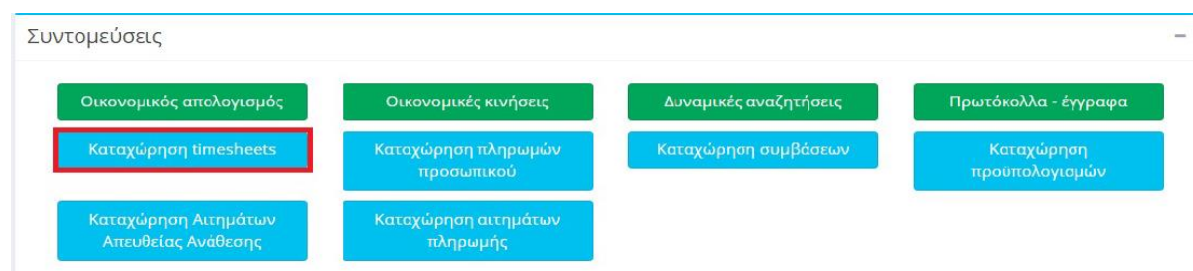 Συντομεύσεις
Οικονομικός απολογισμός
Οικονομικές κινήσεις
Δυναμικές αναζητήσεις
Πρωτόκολλα - έγγραφα
Καταχώρηση timesheets
Καταχώρηση πληρωμών
προσωπικού
Καταχώρηση συμβάσεων
Καταχώρηση
προϋπολογισμών
Καταχώρηση Αιτημάτων
Απευθείας Ανάθεσης
Καταχώρηση αιτημάτων
πληρωμής